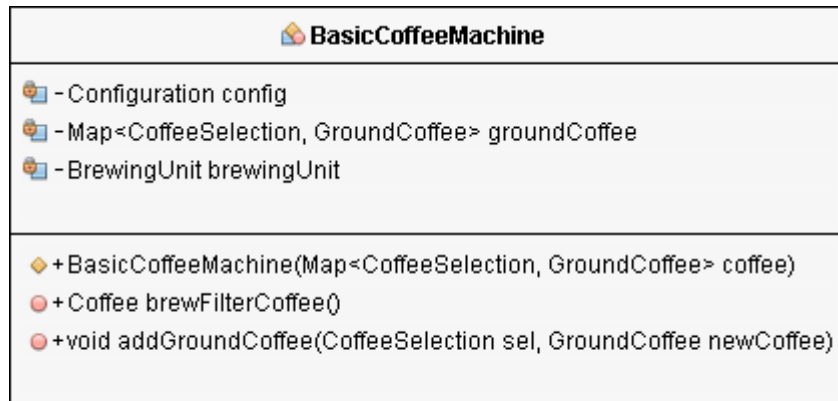 BasicCoffeeMachine
- Configuration config
- Map<CoffeeSelection, GroundCoffee> groundCoffee
- BrewingUnit brewingUnit
+ BasicCoffeeMachine(Map<CoffeeSelection, GroundCoffee> coffee)
+ Coffee brewFilterCoffee()
+ void addGroundCoffee(CoffeeSelection sel, GroundCoffee newCoffee)